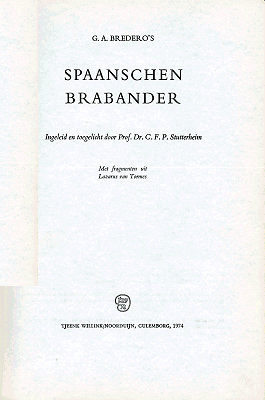 G. A. BREDERO'S
SPAANSCHEN
BRABANDER
Ingeleid en toegelicht door Prof. Dr. C. F. P. Stutterheim
Met fragmenten uit
Lazarus van Tormes
TJEENK WILLINK/NOORDUIJN, CULEMBORG, 1974